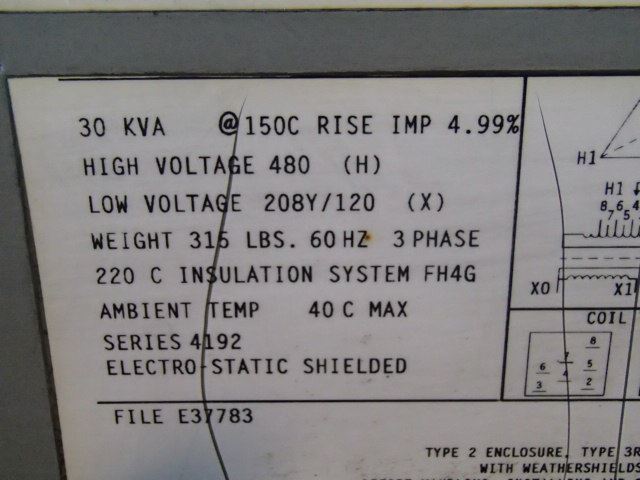 30 KVA @ 150C RISE IMP 4.99%
HIGH VOLTAGE 480 (H)
LOW VOLTAGE 208Y/120 (X)
WEIGHT 315 LBS. 60 HZ 3 PHASE
220 C INSULATION SYSTEM FH4G
AMBIENT TEMP 40 C MAX
SERIES 4192
ELECTRO-STATIC SHIELDED
FILE E37783
H1
H1
8 6 4
7 5
X0 X1
COIL
8
7
6 5
4
3 2
TYPE 2 ENCLOSURE, TYPE 3R
WITH WEATHERSHIELDS